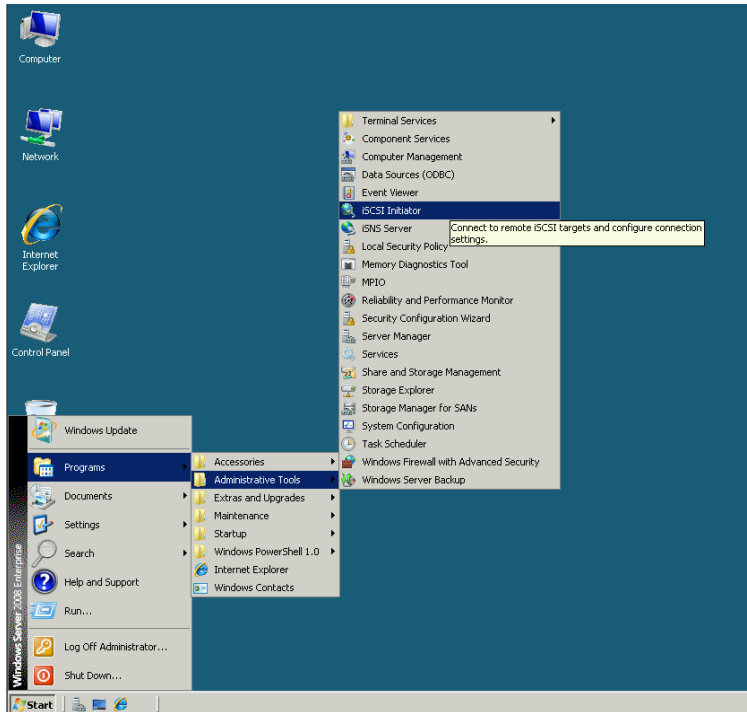 Computer
Network
Internet
Explorer
Control Panel
Terminal Services
Component Services
Computer Management
Data Sources (ODBC)
Event Viewer
iSCSI Initiator
iSNS Server
Connect to remote iSCSI targets and configure connection
settings.
Local Security Policy
Memory Diagnostics Tool
MPIO
Reliability and Performance Monitor
Security Configuration Wizard
Server Manager
Services
Share and Storage Management
Storage Explorer
Storage Manager for SANs
System Configuration
Task Scheduler
Windows Firewall with Advanced Security
Windows Server Backup
Accessories
Administrative Tools
Extras and Upgrades
Maintenance
Startup
Windows PowerShell 1.0
Internet Explorer
Windows Contacts
Windows Update
Programs
Documents
Settings
Search
Help and Support
Run...
Log Off Administrator...
Shut Down...
Windows Server 2008 Enterprise
Start